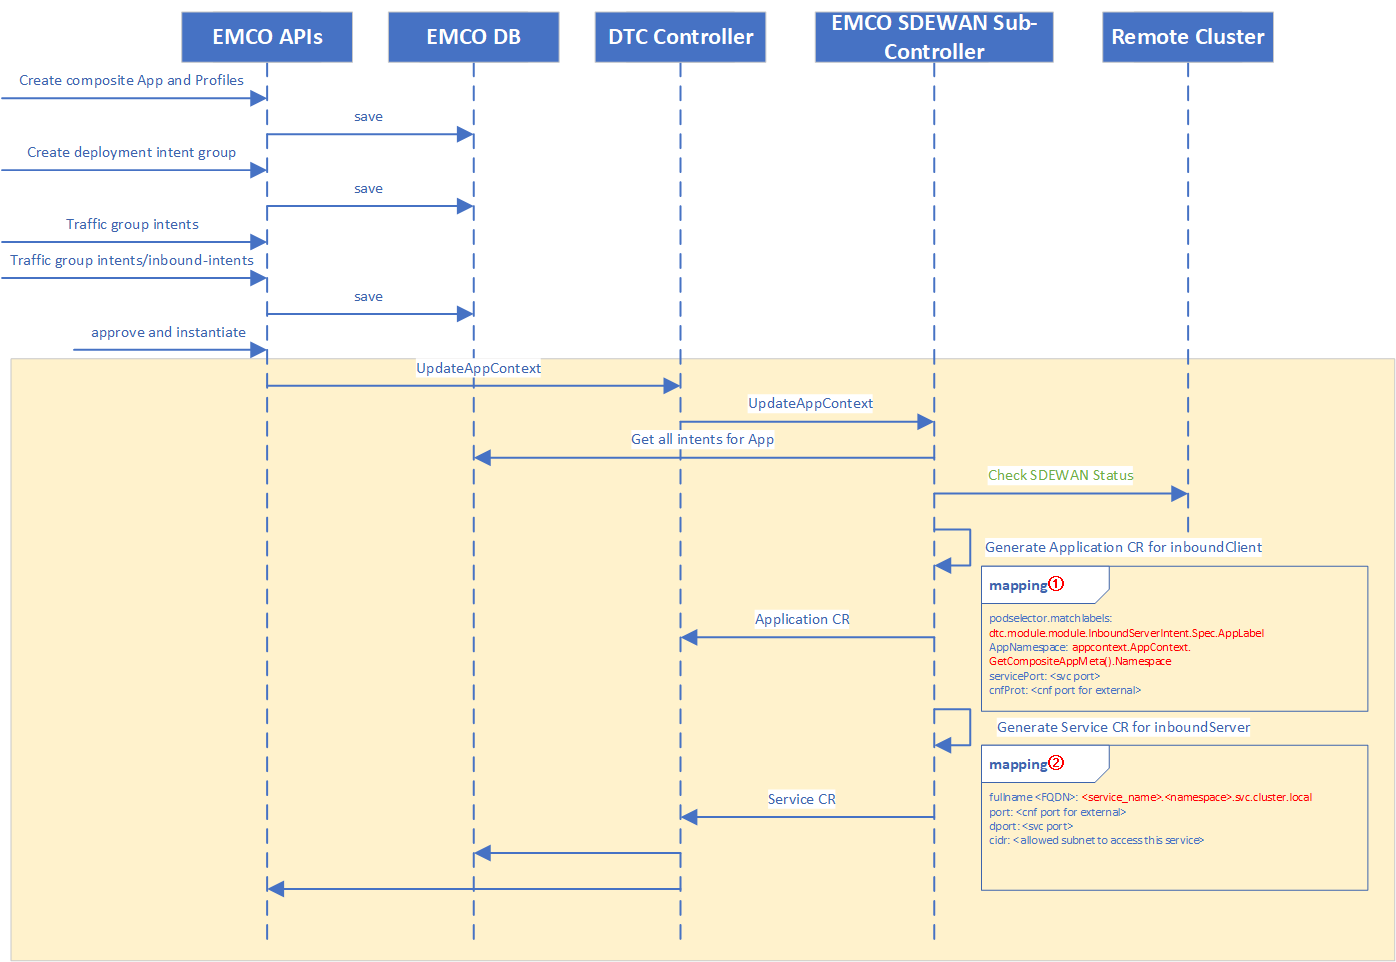 EMCO APIs
EMCO DB
DTC Controller
EMCO SDEWAN Sub-
Controller
Remote Cluster
Create composite App and Profiles
save
Create deployment intent group
save
Traffic group intents
Traffic group intents/inbound-intents
save
approve and instantiate
UpdateAppContext
UpdateAppContext
Get all intents for App
Check SDEWAN Status
Generate Application CR for inboundClient
mapping①
podselector.matchlabels:
dtc.module.module.InboundServerIntent.Spec.AppLabel
AppNamespace: appcontext.AppContext.
GetCompositeAppMeta().Namespace
servicePort: <svc port>
cnfProt: <cnf port for external>
Application CR
Generate Service CR for inboundServer
mapping②
fullname <FQDN>: <service_name>.<namespace>.svc.cluster.local
port: <cnf port for external>
dport: <svc port>
cidr: <allowed subnet to access this service>
Service CR